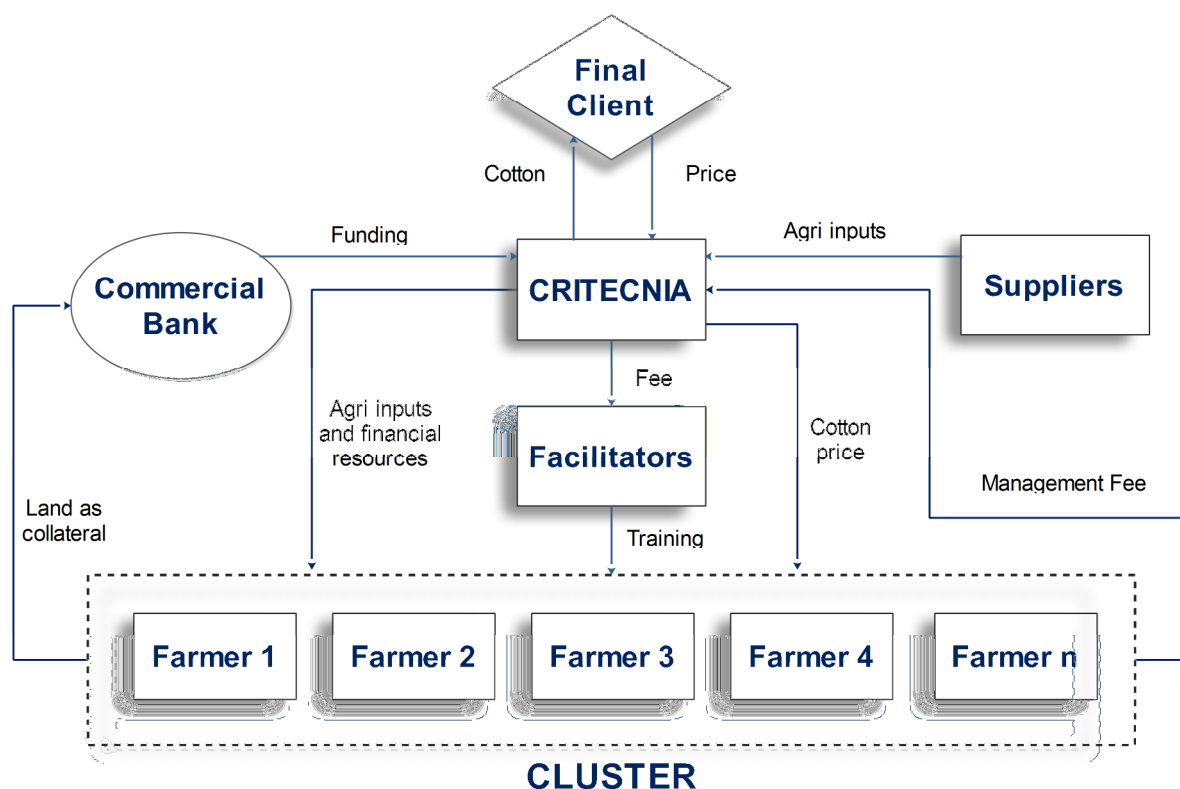 Final
Client
Cotton
Price
Funding
Agri inputs
Commercial
Bank
CRITECNIA
Suppliers
Fee
Agri inputs
and financial
resources
Facilitators
Cotton
price
Management Fee
Land as
collateral
Training
Farmer 1
Farmer 2
Farmer 3
Farmer 4
Farmer n
CLUSTER